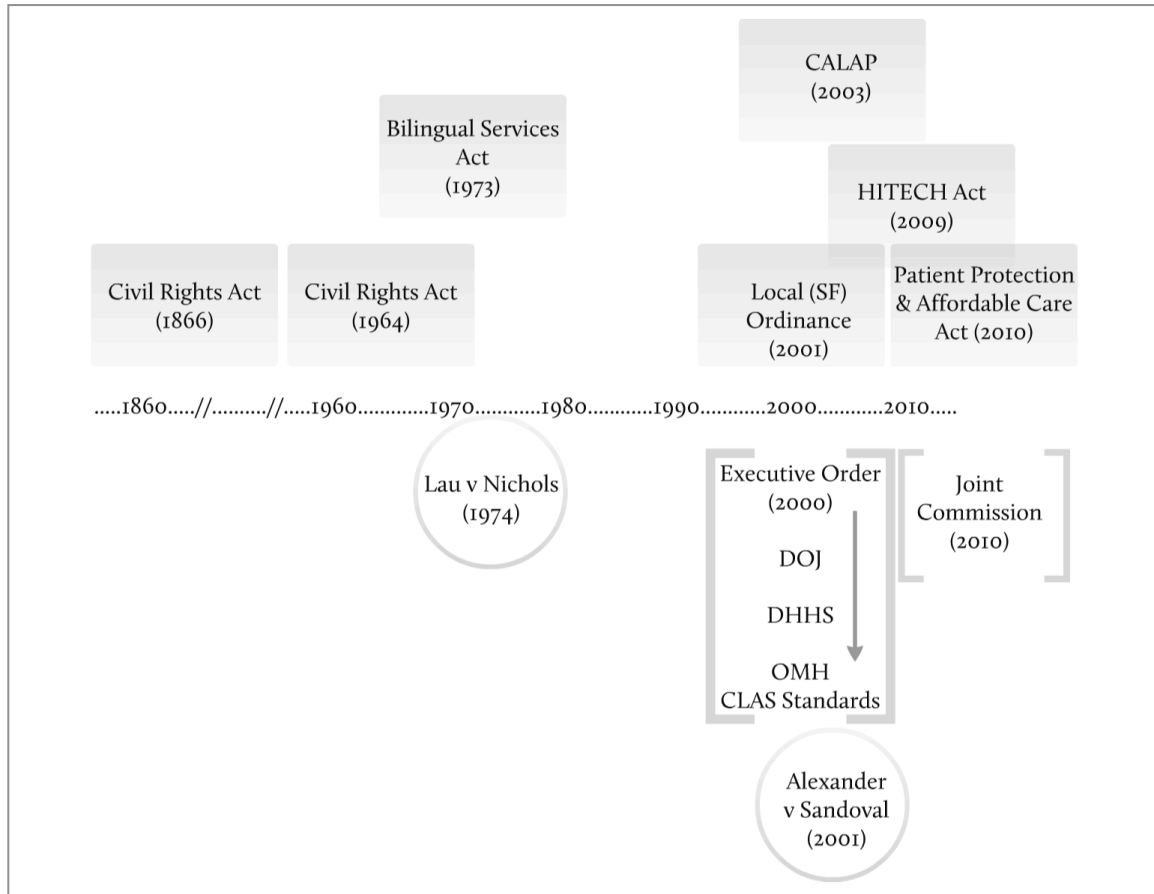 CALAP
(2003)
Bilingual Services
Act
(1973)
HITECH Act
(2009)
Civil Rights Act
(1866)
Civil Rights Act
(1964)
Local (SF)
Ordinance
(2001)
Patient Protection
& Affordable Care
Act (2010)
.....1860.....//..........//.....1960.............1970............1980............1990............2000............2010.....
Lau v Nichols
(1974)
Executive Order
(2000)
DOJ
DHHS
OMH
CLAS Standards
Joint
Commission
(2010)
Alexander
v Sandoval
(2001)